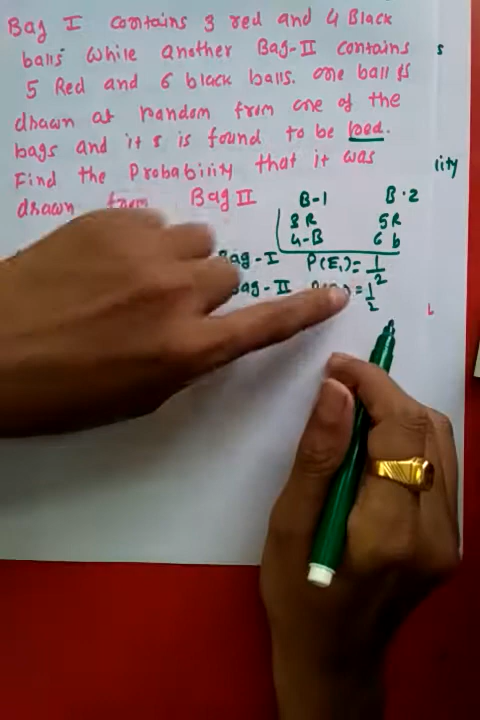 Bag I contains 3 red and 4 Black
balls while another Bag-II contains
5 Red and 6 black balls. one ball is
drawn at random from one of the
bags and it s is found to be Red.
Find the Probability that it was
drawn from Bag II
s
lity
B-1 B.2
3R 5R
4-B 6 b
Bag-I P(E₁)=1/2
Bag-II =1/2